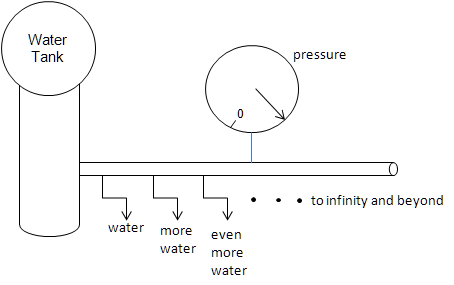 Water
Tank
pressure
0
to infinity and beyond
water
more
water
even
more
water